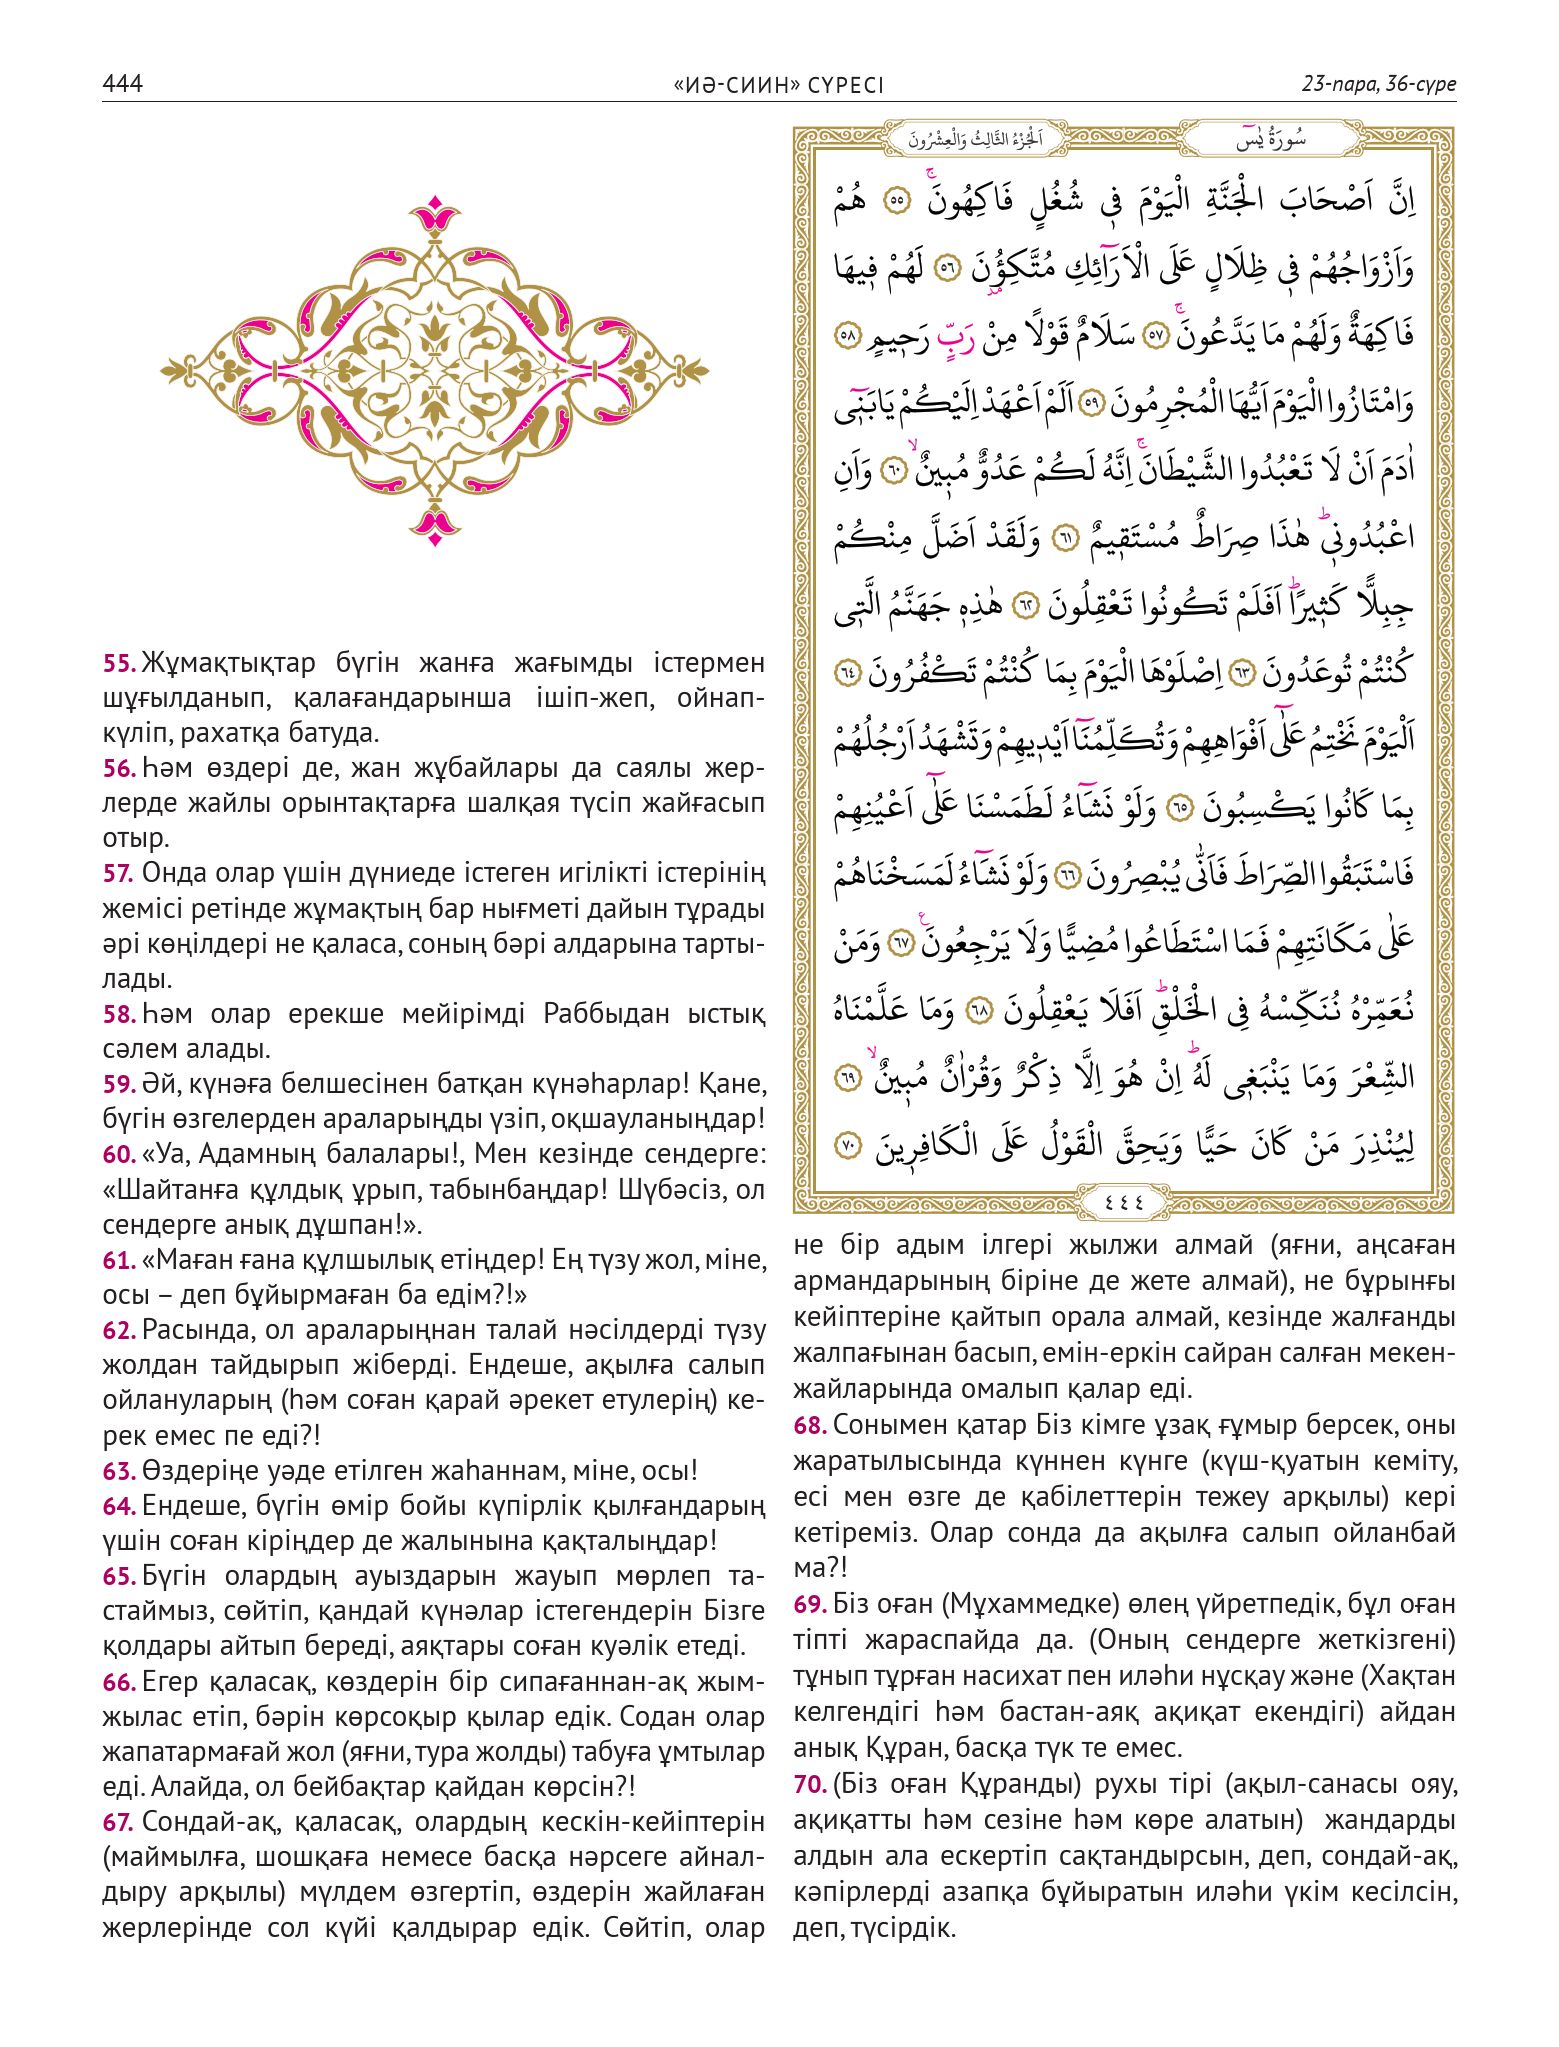 444
«ИӘ-СИИН» СҮРЕСІ
23-пара, 36-сүре
55. Жұмақтықтар бүгін жанға жағымды істермен
шұғылданып, қалағандарынша ішіп-жеп, ойнап-
күліп, рахатқа батуда.
56. Һәм өздері де, жан жұбайлары да саялы жер-
лерде жайлы орынтақтарға шалқая түсіп жайғасып
отыр.
57. Онда олар үшін дүниеде істеген игілікті істерінің
жемісі ретінде жұмақтың бар нығметі дайын тұрады
әрі көңілдері не қаласа, соның бәрі алдарына тарты-
лады.
58. Һәм олар ерекше мейірімді Раббыдан ыстық
сәлем алады.
59. Әй, күнәға белшесінен батқан күнәһарлар! Қане,
бүгін өзгелерден араларыңды үзіп, оқшауланыңдар!
60. «Уа, Адамның балалары!, Мен кезінде сендерге:
«Шайтанға құлдық ұрып, табынбаңдар! Шүбәсіз, ол
сендерге анық дұшпан!».
61. «Маған ғана құлшылық етіңдер! Ең түзу жол, міне,
осы – деп бұйырмаған ба едім?!»
62. Расында, ол араларыңнан талай нәсілдерді түзу
жолдан тайдырып жіберді. Ендеше, ақылға салып
ойлануларың (һәм соған қарай әрекет етулерің) ке-
рек емес пе еді?!
63. Өздеріңе уәде етілген жаһаннам, міне, осы!
64. Ендеше, бүгін өмір бойы күпірлік қылғандарың
үшін соған кіріңдер де жалынына қақталыңдар!
65. Бүгін олардың ауыздарын жауып мөрлеп та-
стаймыз, сөйтіп, қандай күнәлар істегендерін Бізге
қолдары айтып береді, аяқтары соған куәлік етеді.
66. Егер қаласақ, көздерін бір сипағаннан-ақ жым-
жылас етіп, бәрін көрсоқыр қылар едік. Содан олар
жапатармағай жол (яғни, тура жолды) табуға ұмтылар
еді. Алайда, ол бейбақтар қайдан көрсін?!
67. Сондай-ақ, қаласақ, олардың кескін-кейіптерін
(маймылға, шошқаға немесе басқа нәрсеге айнал-
дыру арқылы) мүлдем өзгертіп, өздерін жайлаған
жерлерінде сол күйі қалдырар едік. Сөйтіп, олар
سُورَةُ يٰسٓ
اَلْجُزْءُ الثَّالِثُ وَالْعِشْرُونَ
اِنَّ اَصْحَابَ الْجَنَّةِ الْيَوْمَ فٖي شُغُلٍ فَاكِهُونَۚ ٥٥ هُمْ
وَاَزْوَاجُهُمْ فٖي ظِلَالٍ عَلَى الْاَرَٓائِكِ مُتَّكِؤُ۫نَ ٥٦ لَهُمْ فٖيهَا
فَاكِهَةٌ وَلَهُمْ مَا يَدَّعُونَۚ ٥٧ سَلَامٌ قَوْلًا مِنْ رَبٍّ رَحٖيمٍ ٥٨
وَامْتَازُوا الْيَوْمَ اَيُّهَا الْمُجْرِمُونَ ٥٩ اَلَمْ اَعْهَدْ اِلَيْكُمْ يَابَنٖٓي
اٰدَمَ اَنْ لَا تَعْبُدُوا الشَّيْطَانَۚ اِنَّهُ لَكُمْ عَدُوٌّ مُبٖينٌۙ ٦٠ وَاَنِ
اعْبُدُونٖيۜ هٰذَا صِرَاطٌ مُسْتَقٖيمٌ ٦١ وَلَقَدْ اَضَلَّ مِنْكُمْ
جِبِلًّا كَثٖيرًاۜ اَفَلَمْ تَكُونُوا تَعْقِلُونَ ٦٢ هٰذِهٖ جَهَنَّمُ الَّتٖي
كُنْتُمْ تُوعَدُونَ ٦٣ اِصْلَوْهَا الْيَوْمَ بِمَا كُنْتُمْ تَكْفُرُونَ ٦٤
اَلْيَوْمَ نَخْتِمُ عَلٰٓى اَفْوَاهِهِمْ وَتُكَلِّمُنَٓا اَيْدٖيهِمْ وَتَشْهَدُ اَرْجُلُهُمْ
بِمَا كَانُوا يَكْسِبُونَ ٦٥ وَلَوْ نَشَٓاءُ لَطَمَسْنَا عَلٰٓى اَعْيُنِهِمْ
فَاسْتَبَقُوا الصِّرَاطَ فَاَنّٰى يُبْصِرُونَ ٦٦ وَلَوْ نَشَٓاءُ لَمَسَخْنَاهُمْ
عَلٰى مَكَانَتِهِمْ فَمَا اسْتَطَاعُوا مُضِيًّا وَلَا يَرْجِعُونَࣖ ٦٧ وَمَنْ
نُعَمِّرْهُ نُنَكِّسْهُ فِي الْخَلْقِۜ اَفَلَا يَعْقِلُونَ ٦٨ وَمَا عَلَّمْنَاهُ
الشِّعْرَ وَمَا يَنْبَغٖي لَهُۜ اِنْ هُوَ اِلَّا ذِكْرٌ وَقُرْاٰنٌ مُبٖينٌۙ ٦٩
لِيُنْذِرَ مَنْ كَانَ حَيًّا وَيَحِقَّ الْقَوْلُ عَلَى الْكَافِرٖينَ ٧٠
٤٤٤
не бір адым ілгері жылжи алмай (яғни, аңсаған
армандарының біріне де жете алмай), не бұрынғы
кейіптеріне қайтып орала алмай, кезінде жалғанды
жалпағынан басып, емін-еркін сайран салған мекен-
жайларында омалып қалар еді.
68. Сонымен қатар Біз кімге ұзақ ғұмыр берсек, оны
жаратылысында күннен күнге (күш-қуатын кеміту,
есі мен өзге де қабілеттерін тежеу арқылы) кері
кетіреміз. Олар сонда да ақылға салып ойланбай
ма?!
69. Біз оған (Мұхаммедке) өлең үйретпедік, бұл оған
тіпті жараспайда да. (Оның сендерге жеткізгені)
тұнып тұрған насихат пен иләһи нұсқау және (Хақтан
келгендігі һәм бастан-аяқ ақиқат екендігі) айдан
анық Құран, басқа түк те емес.
70. (Біз оған Құранды) рухы тірі (ақыл-санасы ояу,
ақиқатты һәм сезіне һәм көре алатын) жандарды
алдын ала ескертіп сақтандырсын, деп, сондай-ақ,
кәпірлерді азапқа бұйыратын иләһи үкім кесілсін,
деп, түсірдік.